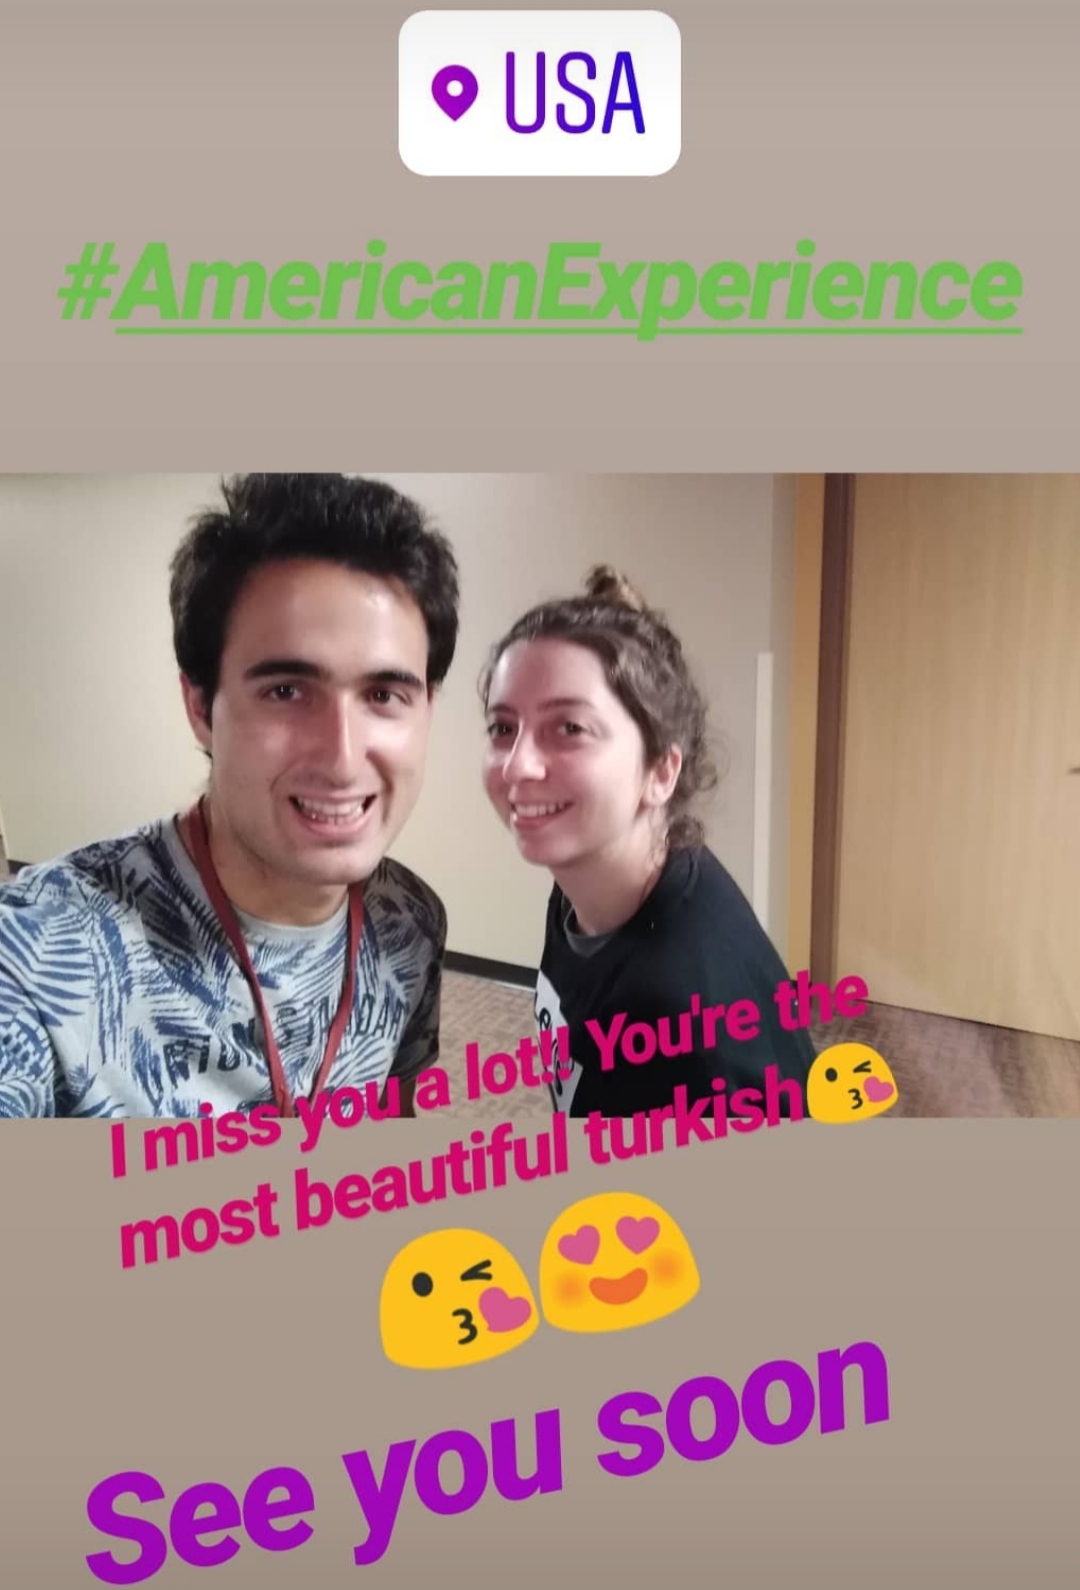 USA
#AmericanExperience
I miss you a lot!! You're the
most beautiful turkish😘
😘😍
See you soon